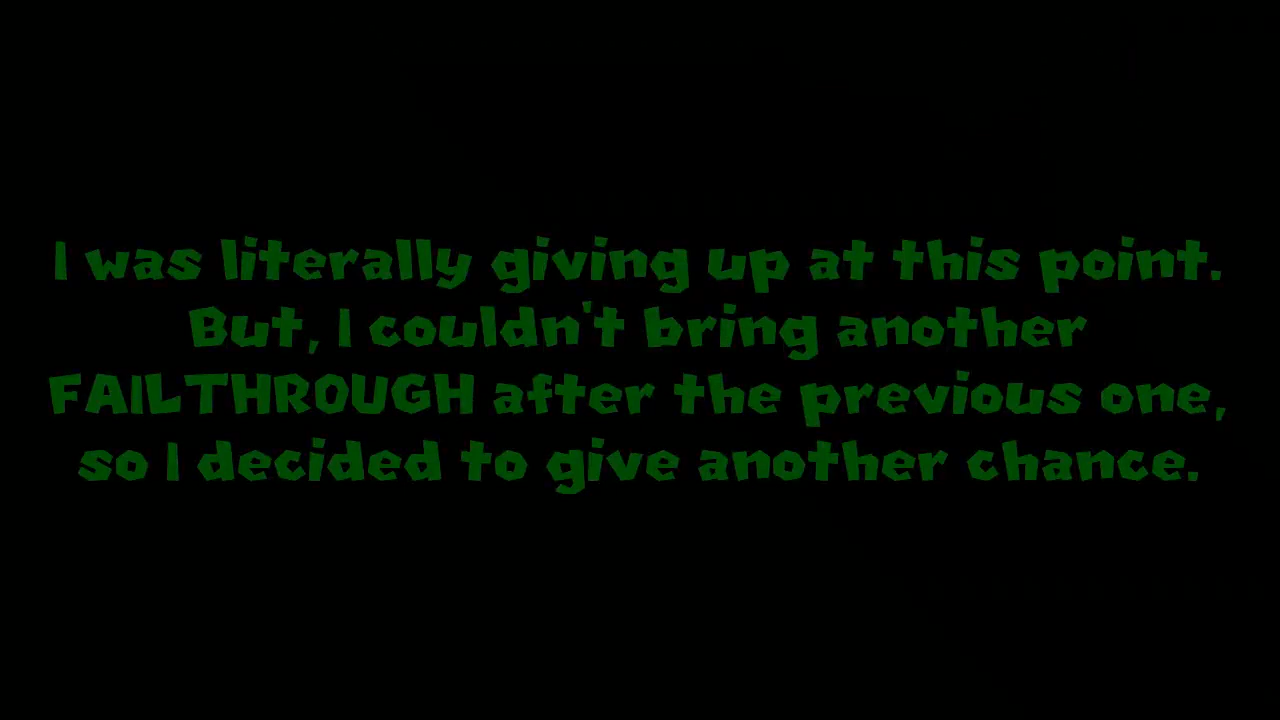 I was literally giving up at this point.
But, I couldn't bring another
FAILTHROUGH after the previous one,
so I decided to give another chance.